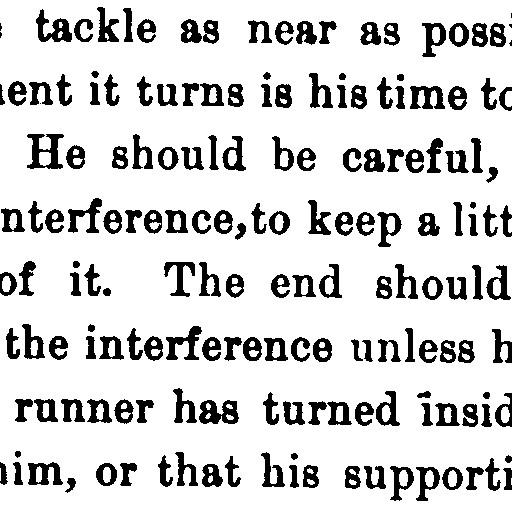 tackle as near as possi
ent it turns is his time to
He should be careful,
nterference, to keep a litt
of it. The end should
the interference unless h
runner has turned insid
him, or that his supporti